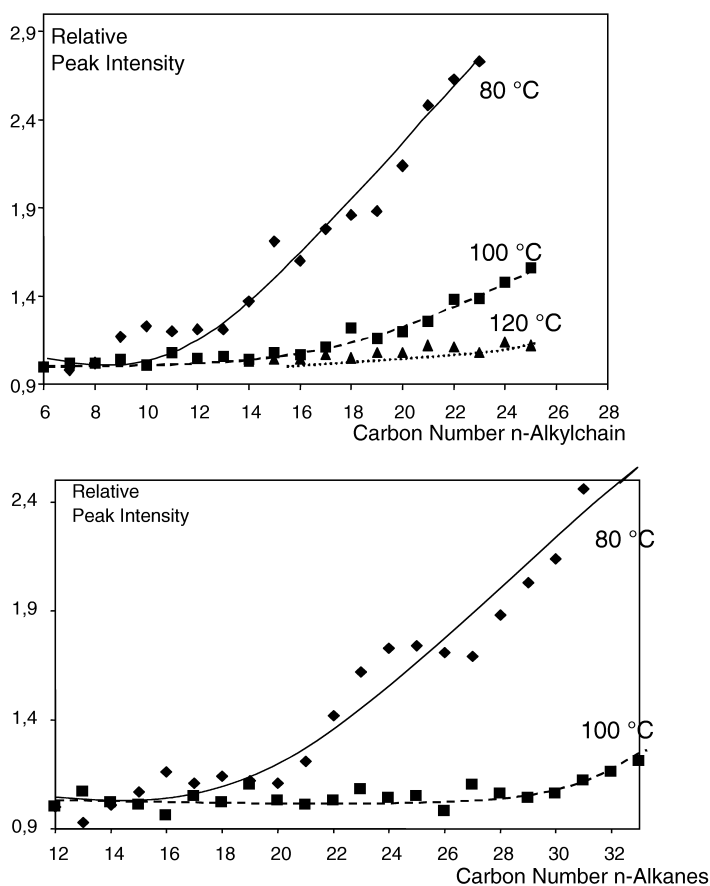 2,9
Relative
Peak Intensity
80 °C
2,4
1,9
100 °C
1,4
120 °C
0,9
6 8 10 12 14 16 18 20 22 24 26 28
Carbon Number n-Alkylchain
Relative
2,4
Peak Intensity
80 °C
1,9
1,4
100 °C
0,9
12 14 16 18 20 22 24 26 28 30 32
Carbon Number n-Alkanes